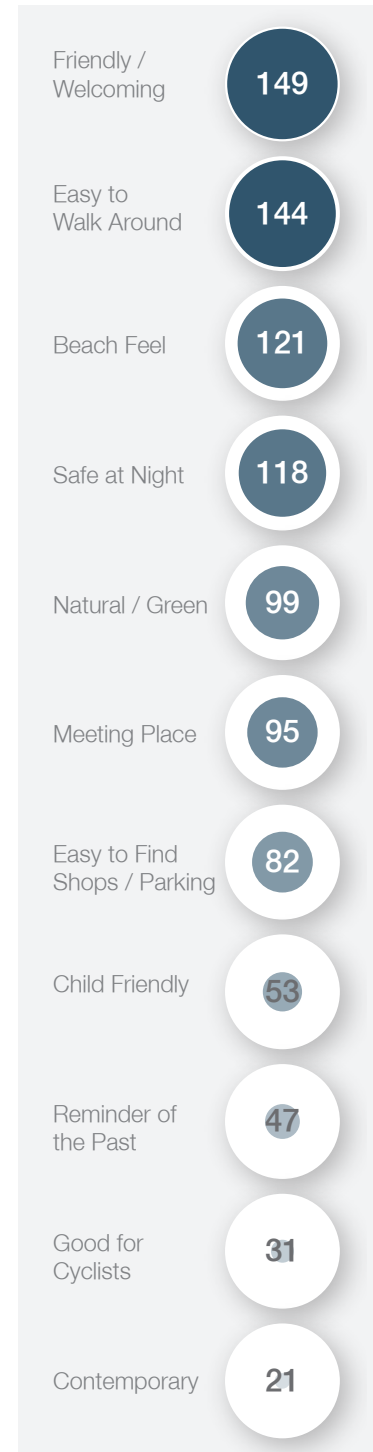 Friendly /
Welcoming
149
Easy to
Walk Around
144
Beach Feel
121
Safe at Night
118
Natural / Green
99
Meeting Place
95
Easy to Find
Shops / Parking
82
Child Friendly
53
Reminder of
the Past
47
Good for
Cyclists
31
Contemporary
21